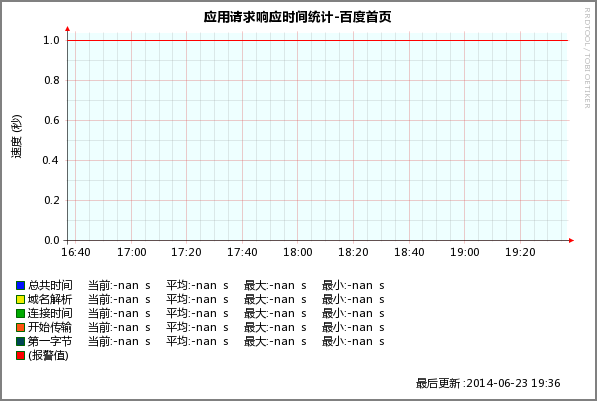 应用请求响应时间统计-百度首页
RRDTOOL / TOBI OETIKER
速度 (秒)
1.0
0.8
0.6
0.4
0.2
0.0
16:40 17:00 17:20 17:40 18:00 18:20 18:40 19:00 19:20
总共时间 当前:-nan s 平均:-nan s 最大:-nan s 最小:-nan s
域名解析 当前:-nan s 平均:-nan s 最大:-nan s 最小:-nan s
连接时间 当前:-nan s 平均:-nan s 最大:-nan s 最小:-nan s
开始传输 当前:-nan s 平均:-nan s 最大:-nan s 最小:-nan s
第一字节 当前:-nan s 平均:-nan s 最大:-nan s 最小:-nan s
(报警值)
最后更新 :2014-06-23 19:36